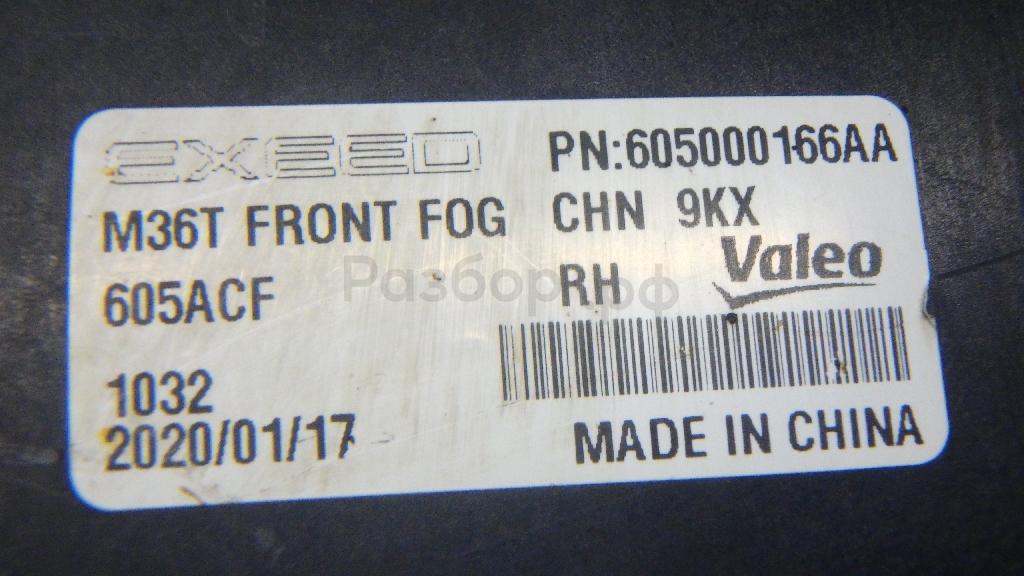 EXEED PN:605000166AA
M36T FRONT FOG CHN 9KX
Valeo
605ACF RH
Разбор.рф
1032
2020/01/17
MADE IN CHINA